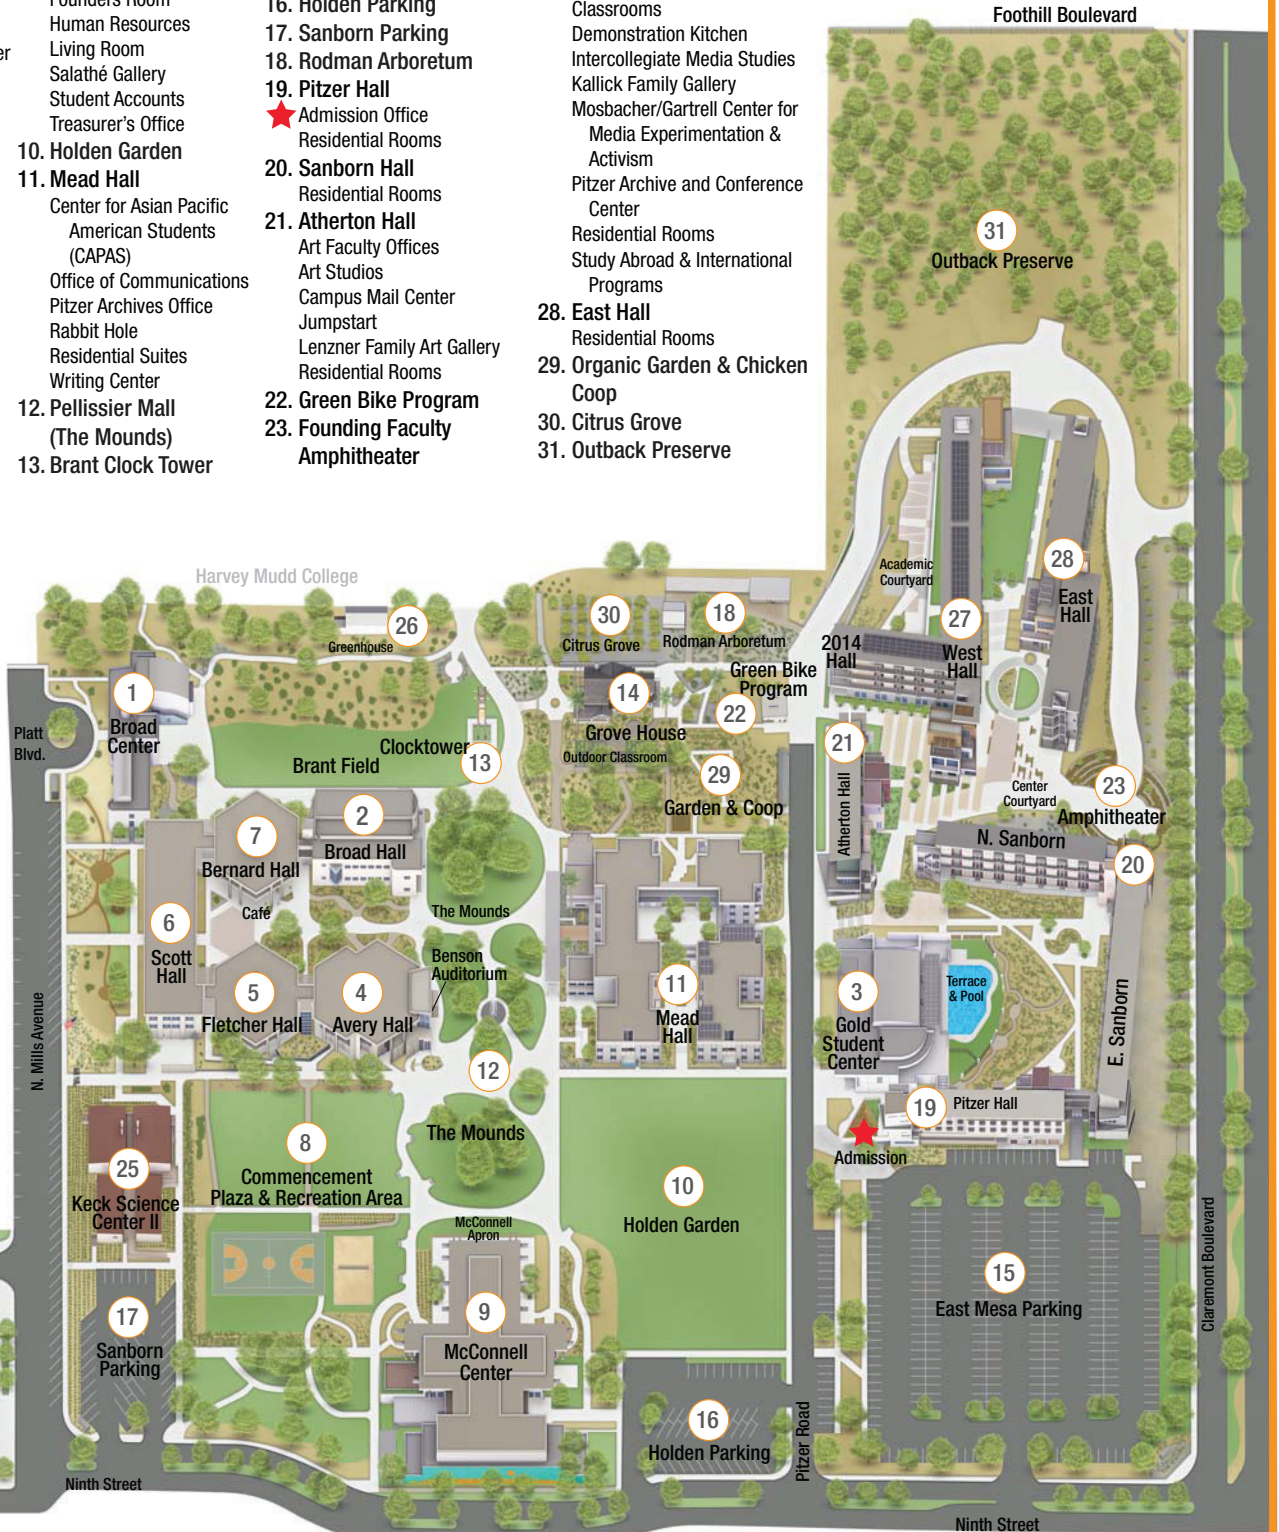 Founders Room
Human Resources
Living Room
Salathé Gallery
Student Accounts
Treasurer's Office
10. Holden Garden
11. Mead Hall
Center for Asian Pacific
American Students
(CAPAS)
Office of Communications
Pitzer Archives Office
Rabbit Hole
Residential Suites
Writing Center
12. Pellissier Mall
(The Mounds)
13. Brant Clock Tower
16. Holden Parking
17. Sanborn Parking
18. Rodman Arboretum
19. Pitzer Hall
Admission Office
Residential Rooms
20. Sanborn Hall
Residential Rooms
21. Atherton Hall
Art Faculty Offices
Art Studios
Campus Mail Center
Jumpstart
Lenzner Family Art Gallery
Residential Rooms
22. Green Bike Program
23. Founding Faculty
Amphitheater
Classrooms
Demonstration Kitchen
Intercollegiate Media Studies
Kallick Family Gallery
Mosbacher/Gartrell Center for
Media Experimentation &
Activism
Pitzer Archive and Conference
Center
Residential Rooms
Study Abroad & International
Programs
28. East Hall
Residential Rooms
29. Organic Garden & Chicken
Coop
30. Citrus Grove
31. Outback Preserve
Foothill Boulevard
31
Outback Preserve
Harvey Mudd College
Academic
Courtyard
28
East
Hall
26
Greenhouse
30
Citrus Grove
18
Rodman Arboretum
27
West
Hall
2014
Hall
1
Broad
Center
Platt
Blvd.
14
Grove House
Green Bike
Program
22
Clocktower
13
Brant Field
Outdoor Classroom
29
Garden & Coop
21
Atherton Hall
Center
Courtyard
23
Amphitheater
7
Bernard Hall
2
Broad Hall
N. Sanborn
20
Café
The Mounds
6
Scott
Hall
Benson
Auditorium
5
Fletcher Hall
4
Avery Hall
11
Mead
Hall
3
Gold
Student
Center
Terrace
& Pool
E. Sanborn
N. Mills Avenue
12
The Mounds
19
Pitzer Hall
Admission
8
Commencement
Plaza & Recreation Area
25
Keck Science
Center II
10
Holden Garden
McConnell
Apron
15
East Mesa Parking
Claremont Boulevard
17
Sanborn
Parking
9
McConnell
Center
16
Holden Parking
Pitzer Road
Ninth Street
Ninth Street